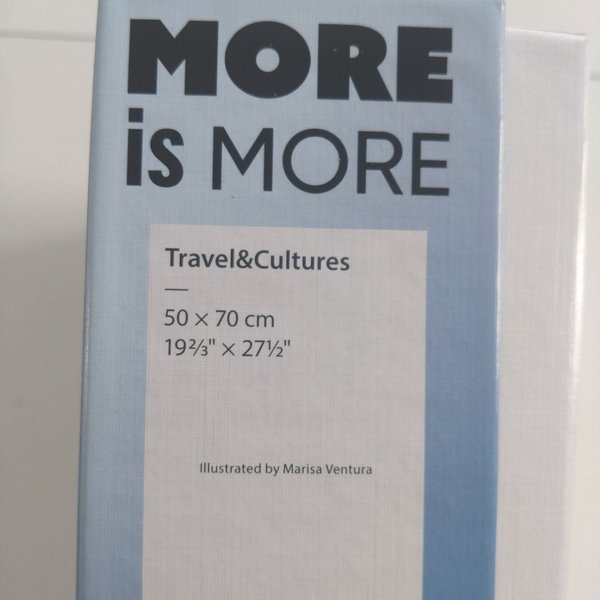 MORE
is MORE
Travel&Cultures
50 × 70 cm
19⅔" × 27½"
Illustrated by Marisa Ventura